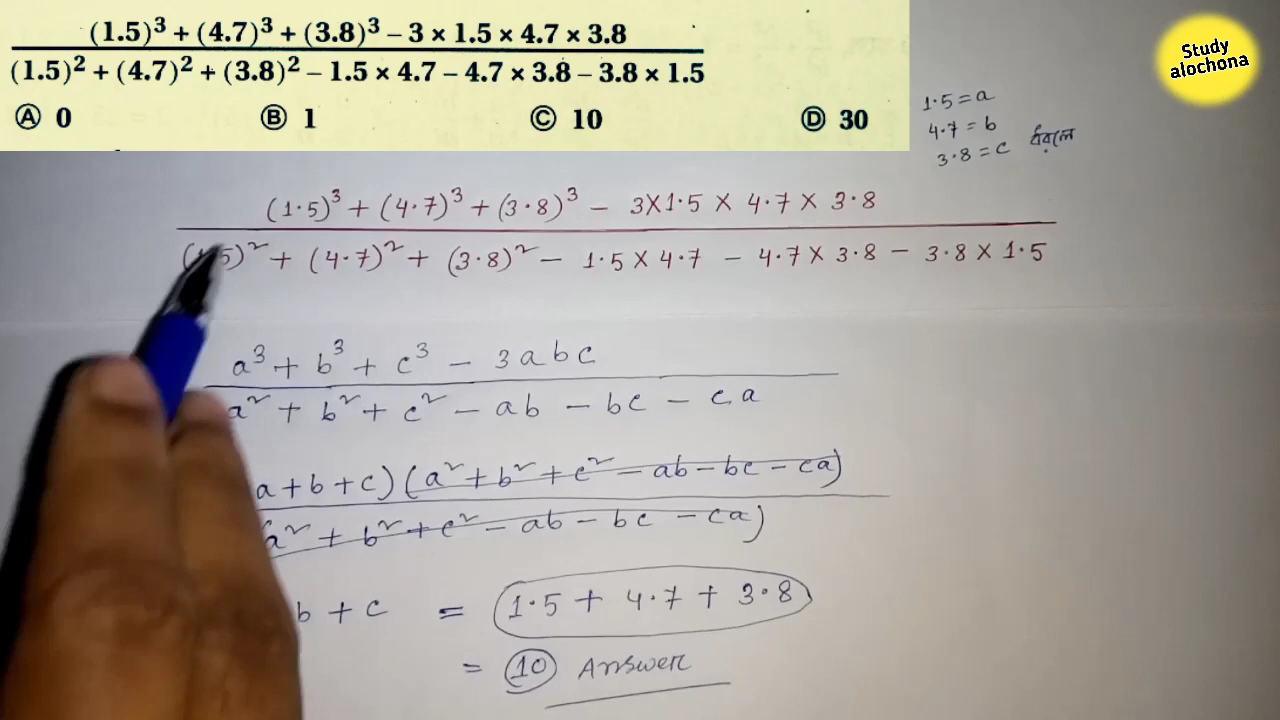 (1.5)³ + (4.7)³ + (3.8)³ – 3 × 1.5 × 4.7 × 3.8
(1.5)² + (4.7)² + (3.8)² – 1.5 × 4.7 – 4.7 × 3.8 – 3.8 × 1.5
Ⓐ 0 Ⓑ 1 Ⓒ 10 Ⓓ 30
Study
alochona
1·5 = a
4·7 = b
3·8 = c ধরলে
(1·5)³ + (4·7)³ + (3·8)³ – 3×1·5 × 4·7 × 3·8
5)² + (4·7)² + (3·8)² – 1·5 × 4·7 – 4·7 × 3·8 – 3·8 × 1·5
a³ + b³ + c³ – 3abc
a² + b² + c² – ab – bc – ca
a + b + c) (a² + b² + c² – ab – bc – ca)
(a² + b² + c² – ab – bc – ca)
b + c = 1·5 + 4·7 + 3·8
= 10 Answer